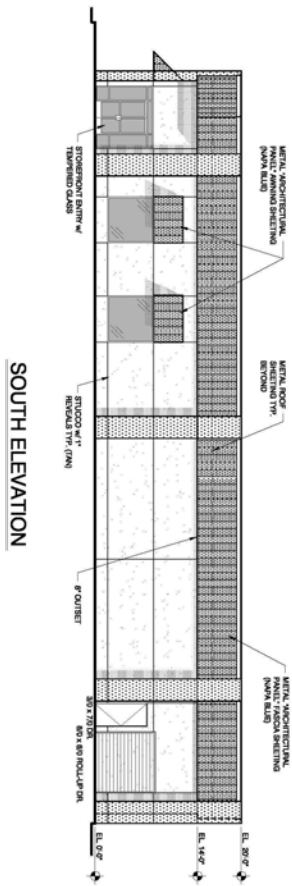 METAL 'ARCHITECTURAL
PANEL' AWNING SHEETING
(NAPA BLUE)
METAL ROOF
SHEETING TYP.
BEYOND
METAL 'ARCHITECTURAL
PANEL' FASCIA SHEETING
(NAPA BLUE)
EL. 20'-0"
EL. 14'-0"
EL. 0'-0"
STOREFRONT ENTRY w/
TEMPERED GLASS
STUCCO w/ 1"
REVEALS TYP. (TAN)
8" OUTSET
3/0 x 7/0 DR.
8/0 x 8/0 ROLL-UP DR.
SOUTH ELEVATION